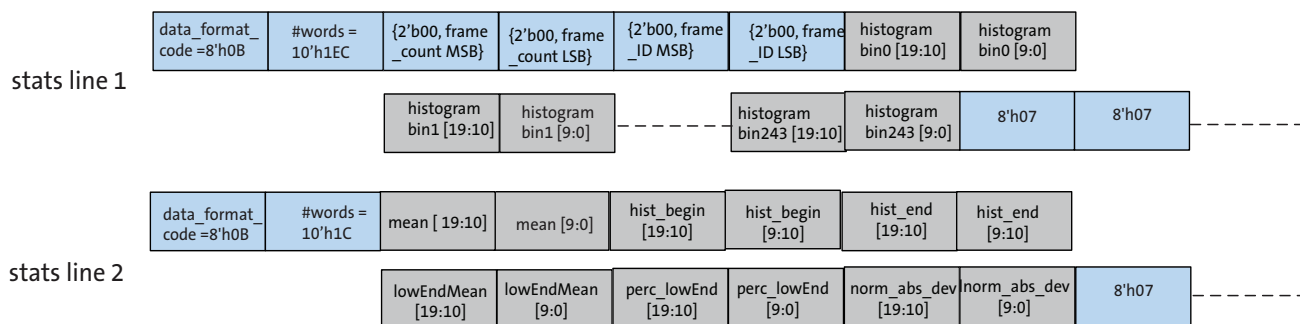 stats line 1
data_format_
code =8'h0B
#words =
10'h1EC
{2'b00, frame
_count MSB}
{2'b00, frame
_count LSB}
{2'b00, frame
_ID MSB}
{2'b00, frame
_ID LSB}
histogram
bin0 [19:10]
histogram
bin0 [9:0]
histogram
bin1 [19:10]
histogram
bin1 [9:0]
histogram
bin243 [19:10]
histogram
bin243 [9:0]
8'h07
8'h07
stats line 2
data_format_
code =8'h0B
#words =
10'h1C
mean [ 19:10]
mean [9:0]
hist_begin
[19:10]
hist_begin
[9:10]
hist_end
[19:10]
hist_end
[9:10]
lowEndMean
[19:10]
lowEndMean
[9:0]
perc_lowEnd
[19:10]
perc_lowEnd
[9:0]
norm_abs_dev
[19:10]
norm_abs_dev
[9:0]
8'h07